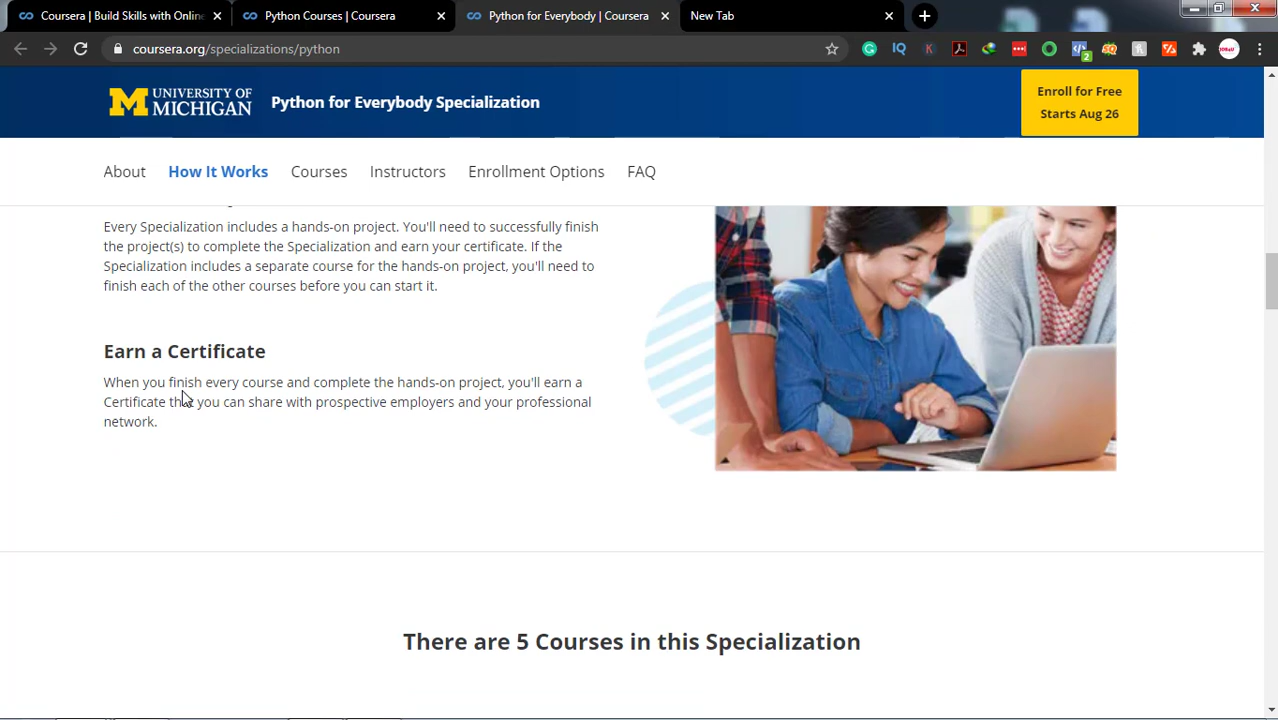 Coursera | Build Skills with Online
Python Courses | Coursera
Python for Everybody | Coursera
New Tab
coursera.org/specializations/python
UNIVERSITY OF
MICHIGAN
Python for Everybody Specialization
Enroll for Free
Starts Aug 26
About
How It Works
Courses
Instructors
Enrollment Options
FAQ
Every Specialization includes a hands-on project. You'll need to successfully finish
the project(s) to complete the Specialization and earn your certificate. If the
Specialization includes a separate course for the hands-on project, you'll need to
finish each of the other courses before you can start it.
Earn a Certificate
When you finish every course and complete the hands-on project, you'll earn a
Certificate that you can share with prospective employers and your professional
network.
There are 5 Courses in this Specialization